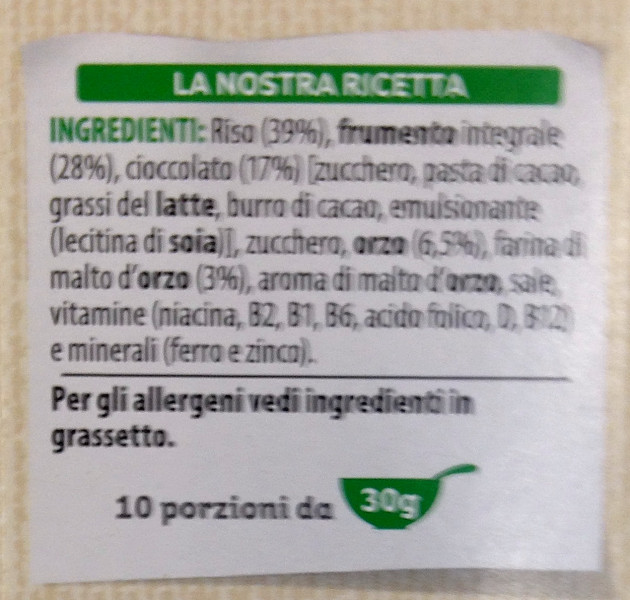 LA NOSTRA RICETTA
INGREDIENTI: Riso (39%), frumento integrale
(28%), cioccolato (17%) [zucchero, pasta di cacao,
grassi del latte, burro di cacao, emulsionante
(lecitina di soia)], zucchero, orzo (6,5%), farina di
malto d'orzo (3%), aroma di malto d'orzo, sale,
vitamine (niacina, B2, B1, B6, acido folico, D, B12)
e minerali (ferro e zinco).
Per gli allergeni vedi ingredienti in
grassetto.
10 porzioni da 30g